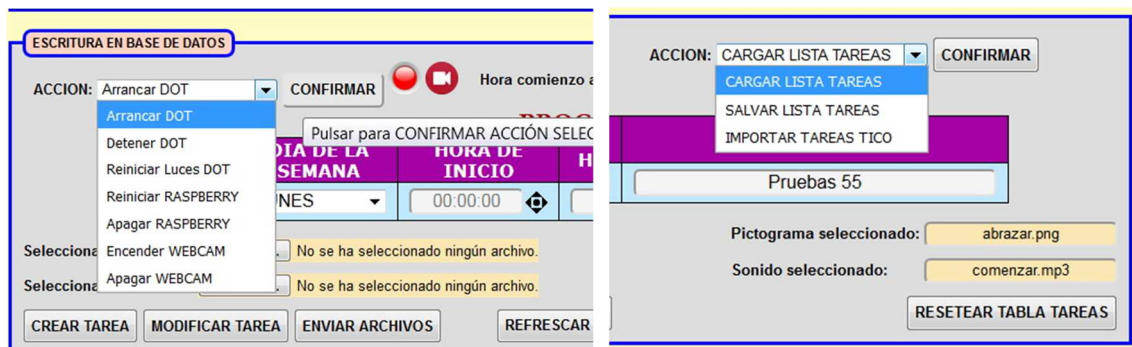 ESCRITURA EN BASE DE DATOS
ACCION: Arrancar DOT CONFIRMAR Hora comienzo a
Arrancar DOT
Detener DOT
Reiniciar Luces DOT
Reiniciar RASPBERRY
Apagar RASPBERRY
Encender WEBCAM
Apagar WEBCAM
Pulsar para CONFIRMAR ACCIÓN SELEC
DIA DE LA SEMANA
HORA DE INICIO
H
NES 00:00:00
Selecciona . No se ha seleccionado ningún archivo.
Selecciona . No se ha seleccionado ningún archivo.
CREAR TAREA MODIFICAR TAREA ENVIAR ARCHIVOS REFRESCAR
ACCION: CARGAR LISTA TAREAS CONFIRMAR
CARGAR LISTA TAREAS
SALVAR LISTA TAREAS
IMPORTAR TAREAS TICO
Pruebas 55
Pictograma seleccionado: abrazar.png
Sonido seleccionado: comenzar.mp3
RESETEAR TABLA TAREAS